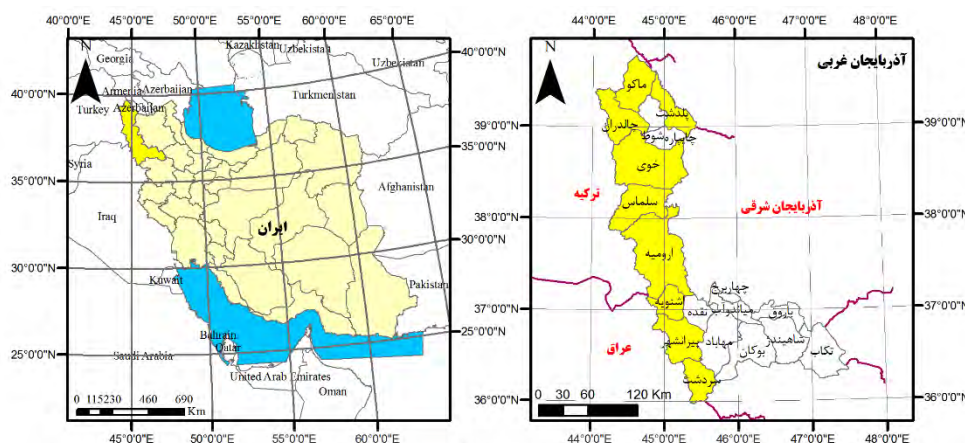 40°0'0"E 45°0'0"E 50°0'0"E 55°0'0"E 60°0'0"E 65°0'0"E
N
Kazakhstan
Uzbekistan
Georgia
Uzbekistan
40°0'0"N
40°0'0"N
Armenia
Azerbaijan
Turkey
Azerbaijan
Turkmenistan
Syria
35°0'0"N
35°0'0"N
Afghanistan
Iraq
ایران
30°0'0"N
30°0'0"N
Kuwait
Pakistan
Bahrain
Qatar
25°0'0"N
25°0'0"N
Saudi Arabia
United Arab Emirates
Oman
0 115230 460 690
Km
45°0'0"E 50°0'0"E 55°0'0"E 60°0'0"E
44°0'0"E 45°0'0"E 46°0'0"E 47°0'0"E 48°0'0"E
N
آذربایجان غربی
ماکو
پلدشت
چالدران
شوط
چایپاره
39°0'0"N
39°0'0"N
خوی
ترکیه
سلماس
آذربایجان شرقی
38°0'0"N
38°0'0"N
ارومیه
چهاربرج
اشنویه
نقده
میاندواب
باروق
37°0'0"N
37°0'0"N
عراق
پیرانشهر
مهاباد
بوکان
شاهیندژ
تکاب
سردشت
36°0'0"N
36°0'0"N
0 30 60 120 Km
44°0'0"E 45°0'0"E 46°0'0"E 47°0'0"E 48°0'0"E